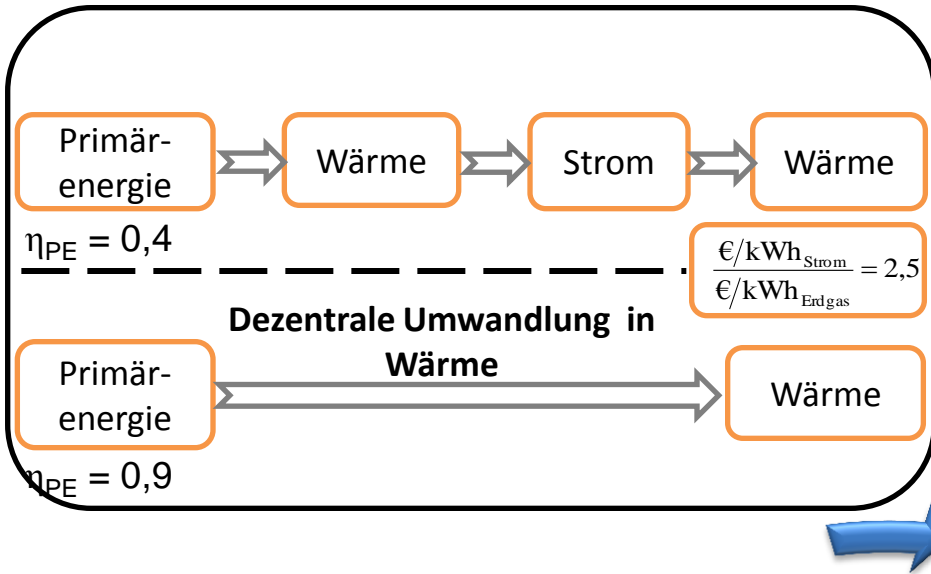 Primär-
energie
Wärme
Strom
Wärme
ηPE = 0,4
€/kWhStrom
€/kWhErdgas
= 2,5
Dezentrale Umwandlung in
Wärme
Primär-
energie
Wärme
ηPE = 0,9